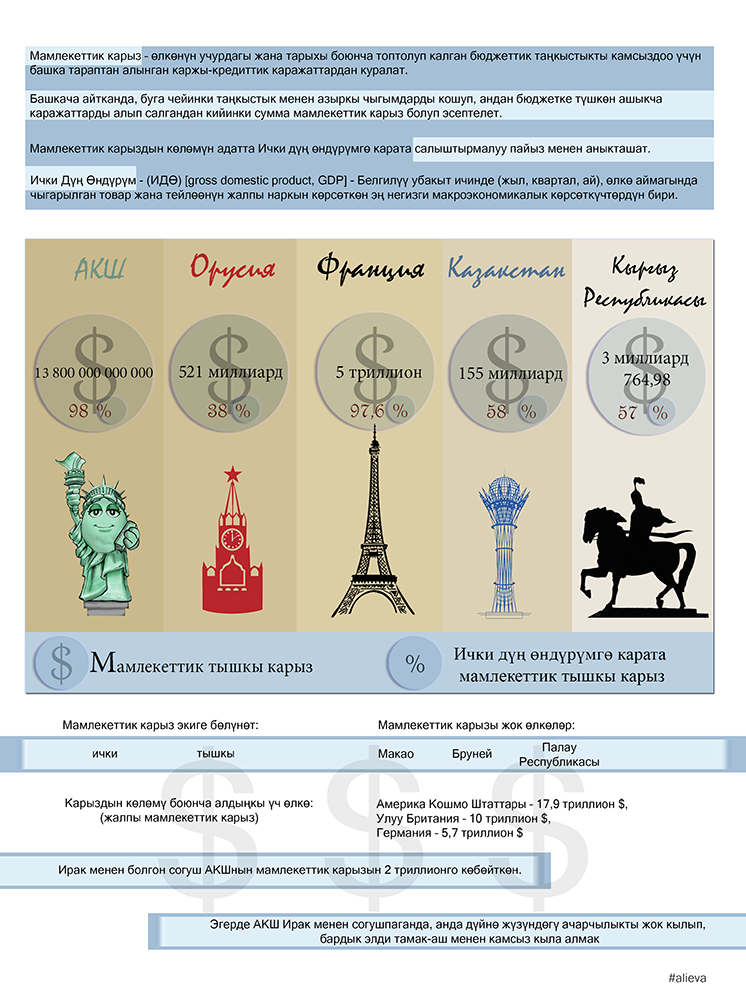 Мамлекеттик карыз - өлкөнүн учурдагы жана тарыхы боюнча топтолуп калган бюджеттик таңкыстыкты камсыздоо үчүн
башка тараптан алынган каржы-кредиттик каражаттардан куралат.
Башкача айтканда, буга чейинки таңкыстык менен азыркы чыгымдарды кошуп, андан бюджетке түшкөн ашыкча
каражаттарды алып салгандан кийинки сумма мамлекеттик карыз болуп эсептелет.
Мамлекеттик карыздын көлөмүн адатта Ички дүң өндүрүмгө карата салыштырмалуу пайыз менен аныкташат.
Ички Дүң Өндүрүм - (ИДӨ) [gross domestic product, GDP] - Белгилүү убакыт ичинде (жыл, квартал, ай), өлкө аймагында
чыгарылган товар жана тейлөөнүн жалпы наркын көрсөткөн эң негизги макроэкономикалык көрсөткүчтөрдүн бири.
АКШ
$
13 800 000 000 000
98 %
Орусия
$
521 миллиард
38 %
Франция
$
5 триллион
97,6 %
Казакстан
$
155 миллиард
58 %
Кыргыз
Республикасы
$
3 миллиард
764,98
57 %
$ Мамлекеттик тышкы карыз
% Ички дүң өндүрүмгө карата
мамлекеттик тышкы карыз
Мамлекеттик карыз экиге бөлүнөт:
ички тышкы
Мамлекеттик карызы жок өлкөлөр:
Макао Бруней Палау
Республикасы
$ $ $
Карыздын көлөмү боюнча алдыңкы үч өлкө:
(жалпы мамлекеттик карыз)
Америка Кошмо Штаттары - 17,9 триллион $,
Улуу Британия - 10 триллион $,
Германия - 5,7 триллион $
Ирак менен болгон согуш АКШнын мамлекеттик карызын 2 триллионго көбөйткөн.
Эгерде АКШ Ирак менен согушпаганда, анда дүйнө жүзүндөгү ачарчылыкты жок кылып,
бардык элди тамак-аш менен камсыз кыла алмак
#alieva